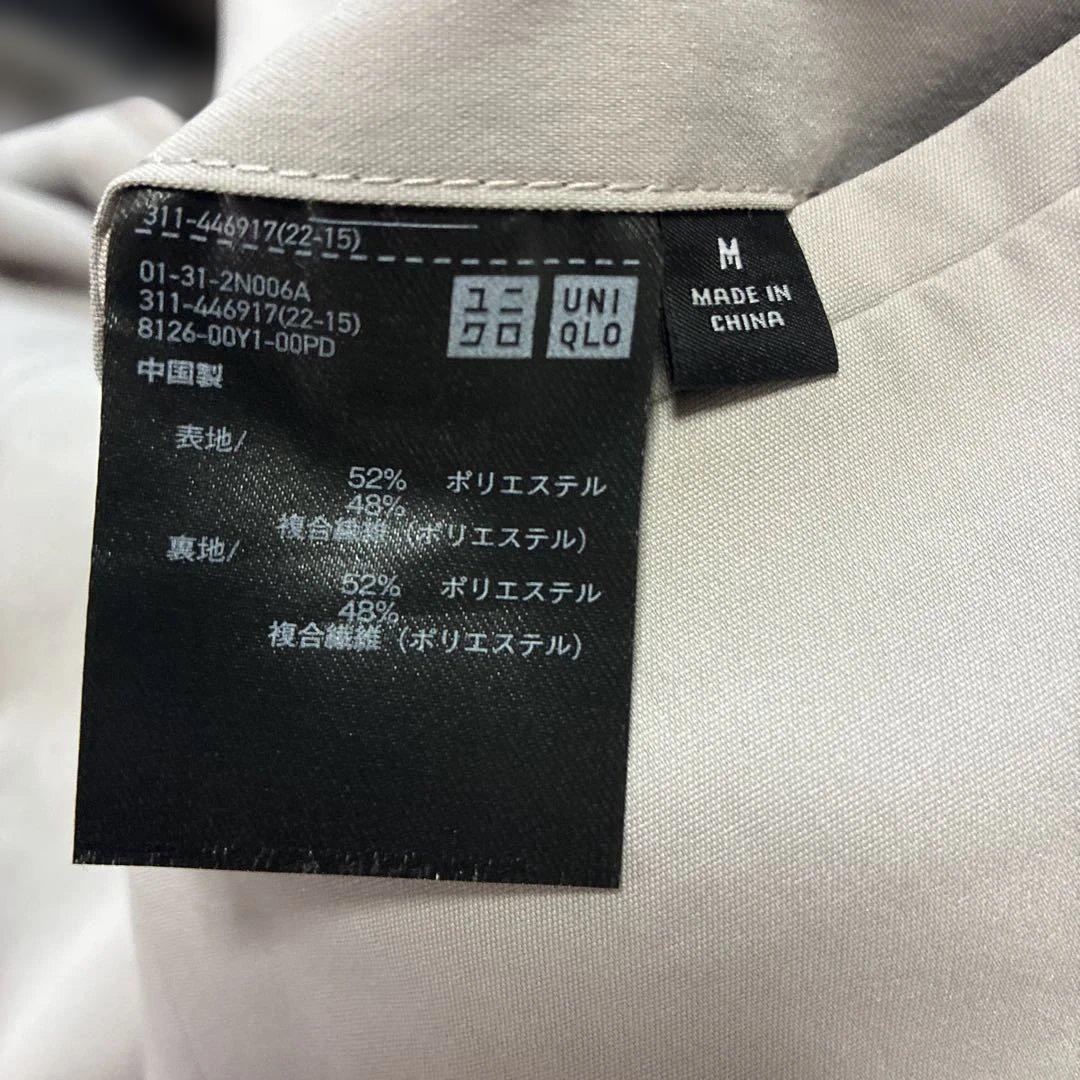 311-446917(22-15)
01-31-2N006A
311-446917(22-15)
8126-00Y1-00PD
中国製
ユニ
クロ
UNI
QLO
M
MADE IN
CHINA
表地/
52% ポリエステル
48%
複合繊維(ポリエステル)
裏地/
52% ポリエステル
48%
複合繊維(ポリエステル)